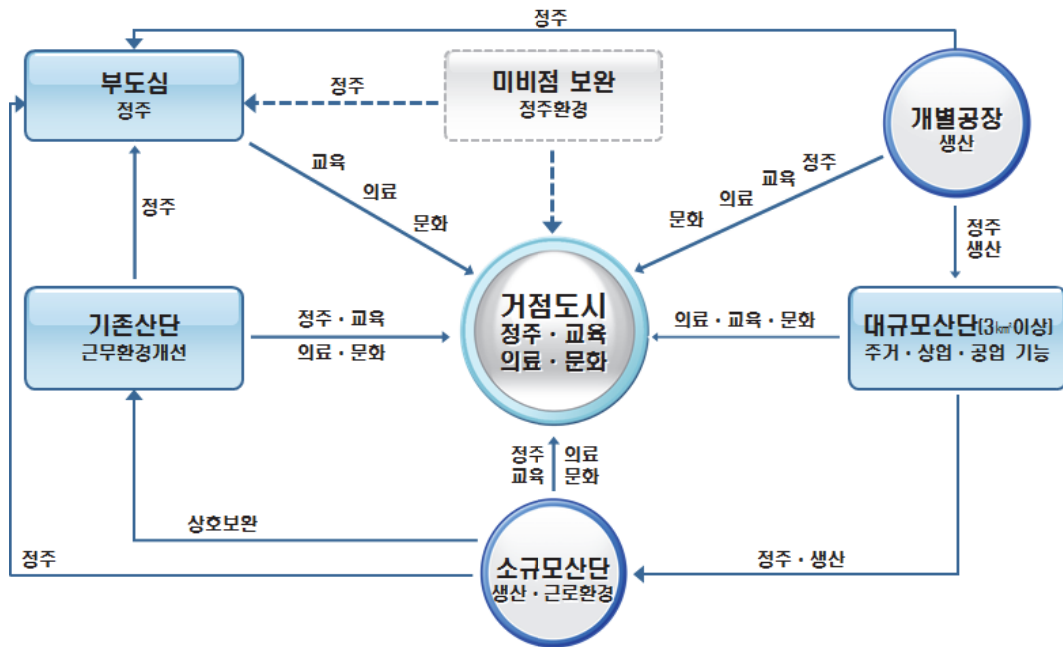 정주
부도심
정주
정주
미비점 보완
정주환경
개별공장
생산
교육
의료
문화
정주
교육
의료
문화
정주
정주
생산
기존산단
근무환경개선
정주·교육
의료·문화
거점도시
정주·교육
의료·문화
의료·교육·문화
대규모산단(3㎢이상)
주거·상업·공업 기능
정주
교육
의료
문화
상호보환
정주
소규모산단
생산·근로환경
정주·생산